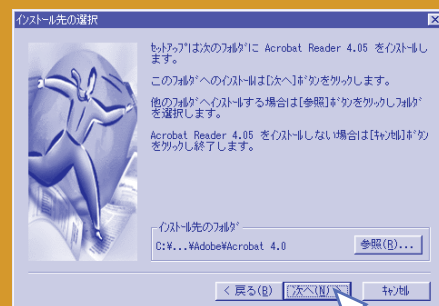 インストール先の選択
セットアップは次のフォルダに Acrobat Reader 4.05 をインストールし
ます。
このフォルダへのインストールは[次へ]ボタンをクリックします。
他のフォルダへインストールする場合は[参照]ボタンをクリックしフォルダ
を選択します。
Acrobat Reader 4.05 をインストールしない場合は[キャンセル]ボタン
をクリックし終了します。
インストール先のフォルダ
C:¥...¥Adobe¥Acrobat 4.0
参照(R)...
< 戻る(B)
次へ(N) >
キャンセル